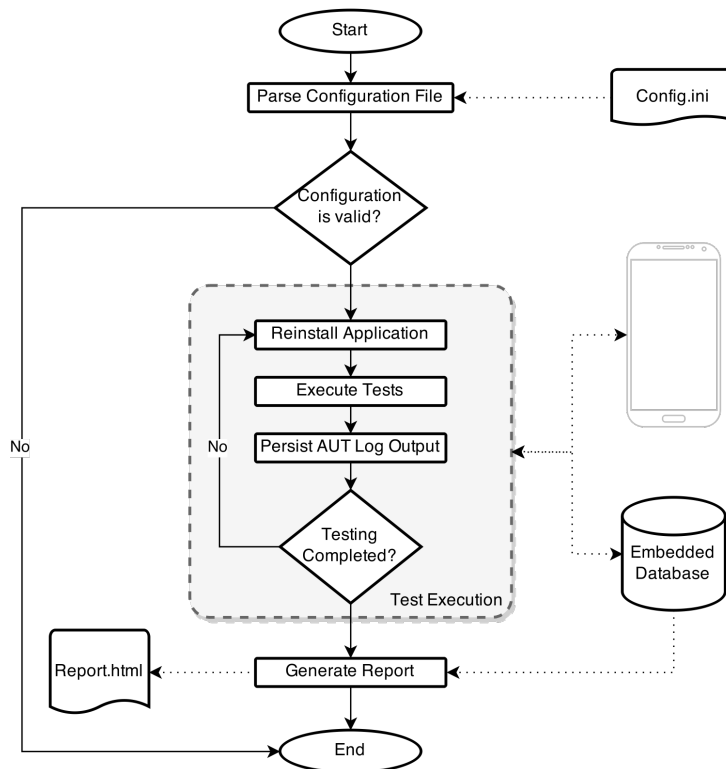 Start
Parse Configuration File
Config.ini
Configuration
is valid?
Reinstall Application
Execute Tests
No
No
Persist AUT Log Output
Testing
Completed?
Embedded
Database
Test Execution
Report.html
Generate Report
End